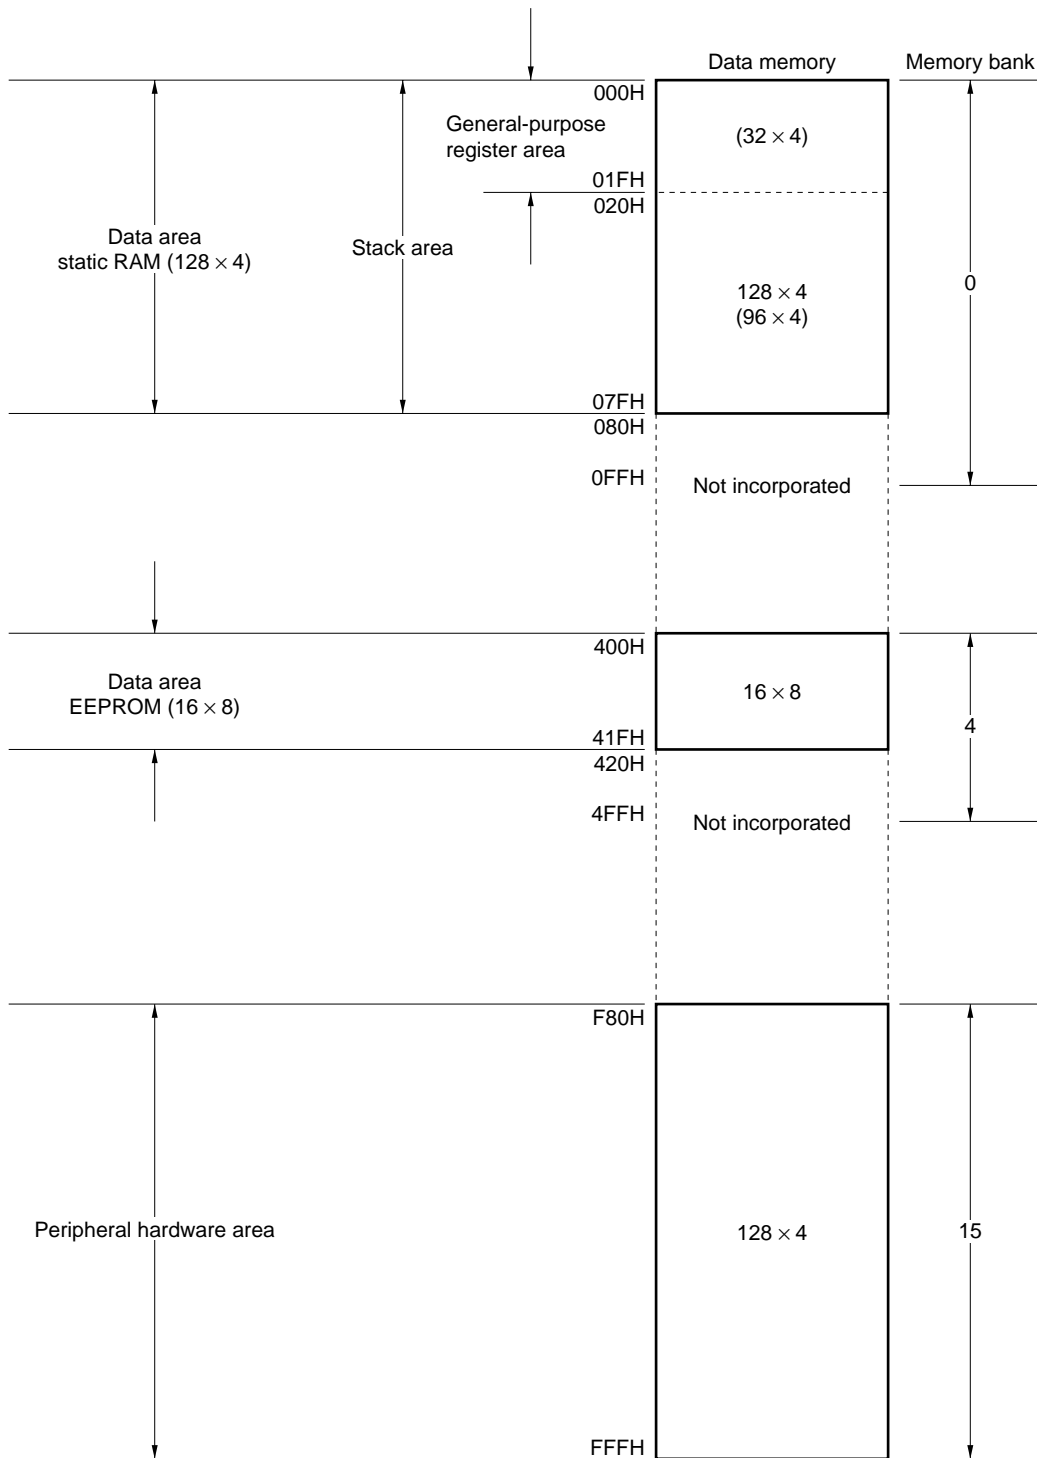 Data memory
Memory bank
000H
General-purpose
register area
(32 × 4)
01FH
020H
Data area
static RAM (128 × 4)
Stack area
128 × 4
(96 × 4)
0
07FH
080H
0FFH
Not incorporated
400H
Data area
EEPROM (16 × 8)
16 × 8
4
41FH
420H
4FFH
Not incorporated
F80H
Peripheral hardware area
128 × 4
15
FFFH